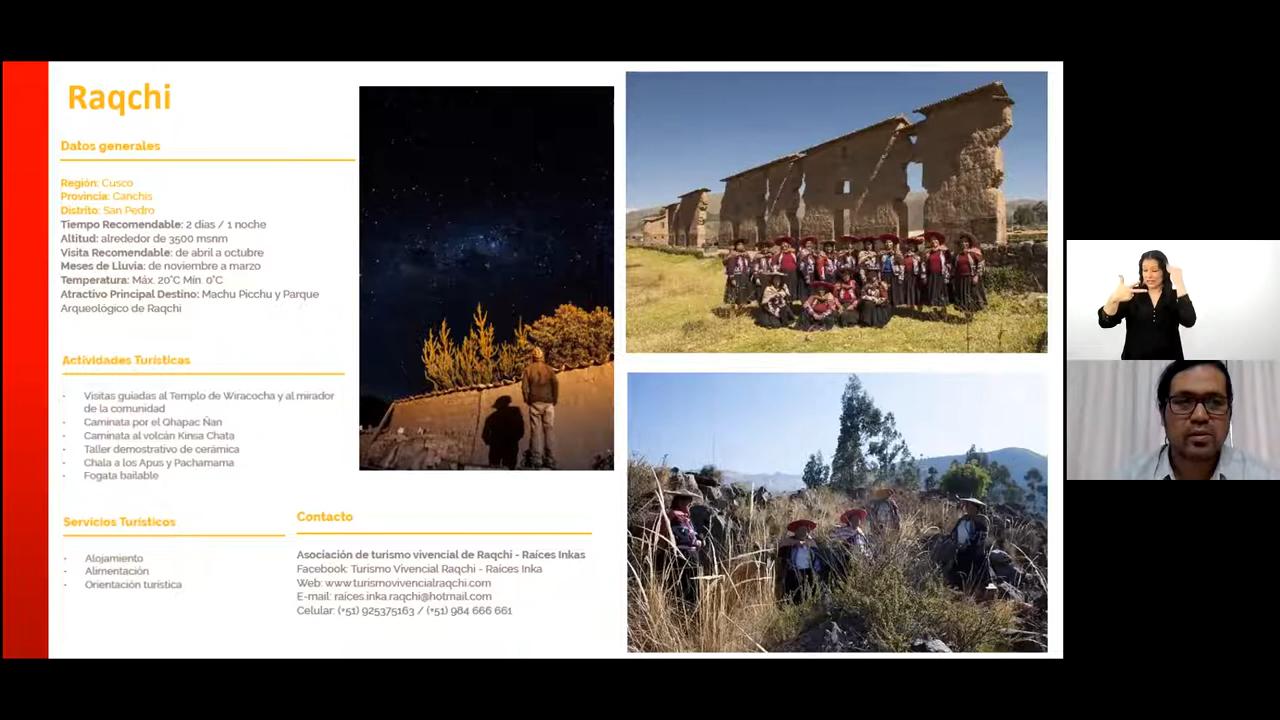 Raqchi
Datos generales
Región: Cusco
Provincia: Canchis
Distrito: San Pedro
Tiempo Recomendable: 2 días / 1 noche
Altitud: alrededor de 3500 msnm
Visita Recomendable: de abril a octubre
Meses de Lluvia: de noviembre a marzo
Temperatura: Máx. 20°C Mín. 0°C
Atractivo Principal Destino: Machu Picchu y Parque
Arqueológico de Raqchi
Actividades Turísticas
• Visitas guiadas al Templo de Wiracocha y al mirador
de la comunidad
• Caminata por el Qhapac Ñan
• Caminata al volcán Kinsa Chata
• Taller demostrativo de cerámica
• Challa a los Apus y Pachamama
• Fogata bailable
Servicios Turísticos
• Alojamiento
• Alimentación
• Orientación turística
Contacto
Asociación de turismo vivencial de Raqchi - Raíces Inkas
Facebook: Turismo Vivencial Raqchi - Raíces Inka
Web: www.turismovivencialraqchi.com
E-mail: raices.inka.raqchi@hotmail.com
Celular: (+51) 925375163 / (+51) 984 666 661